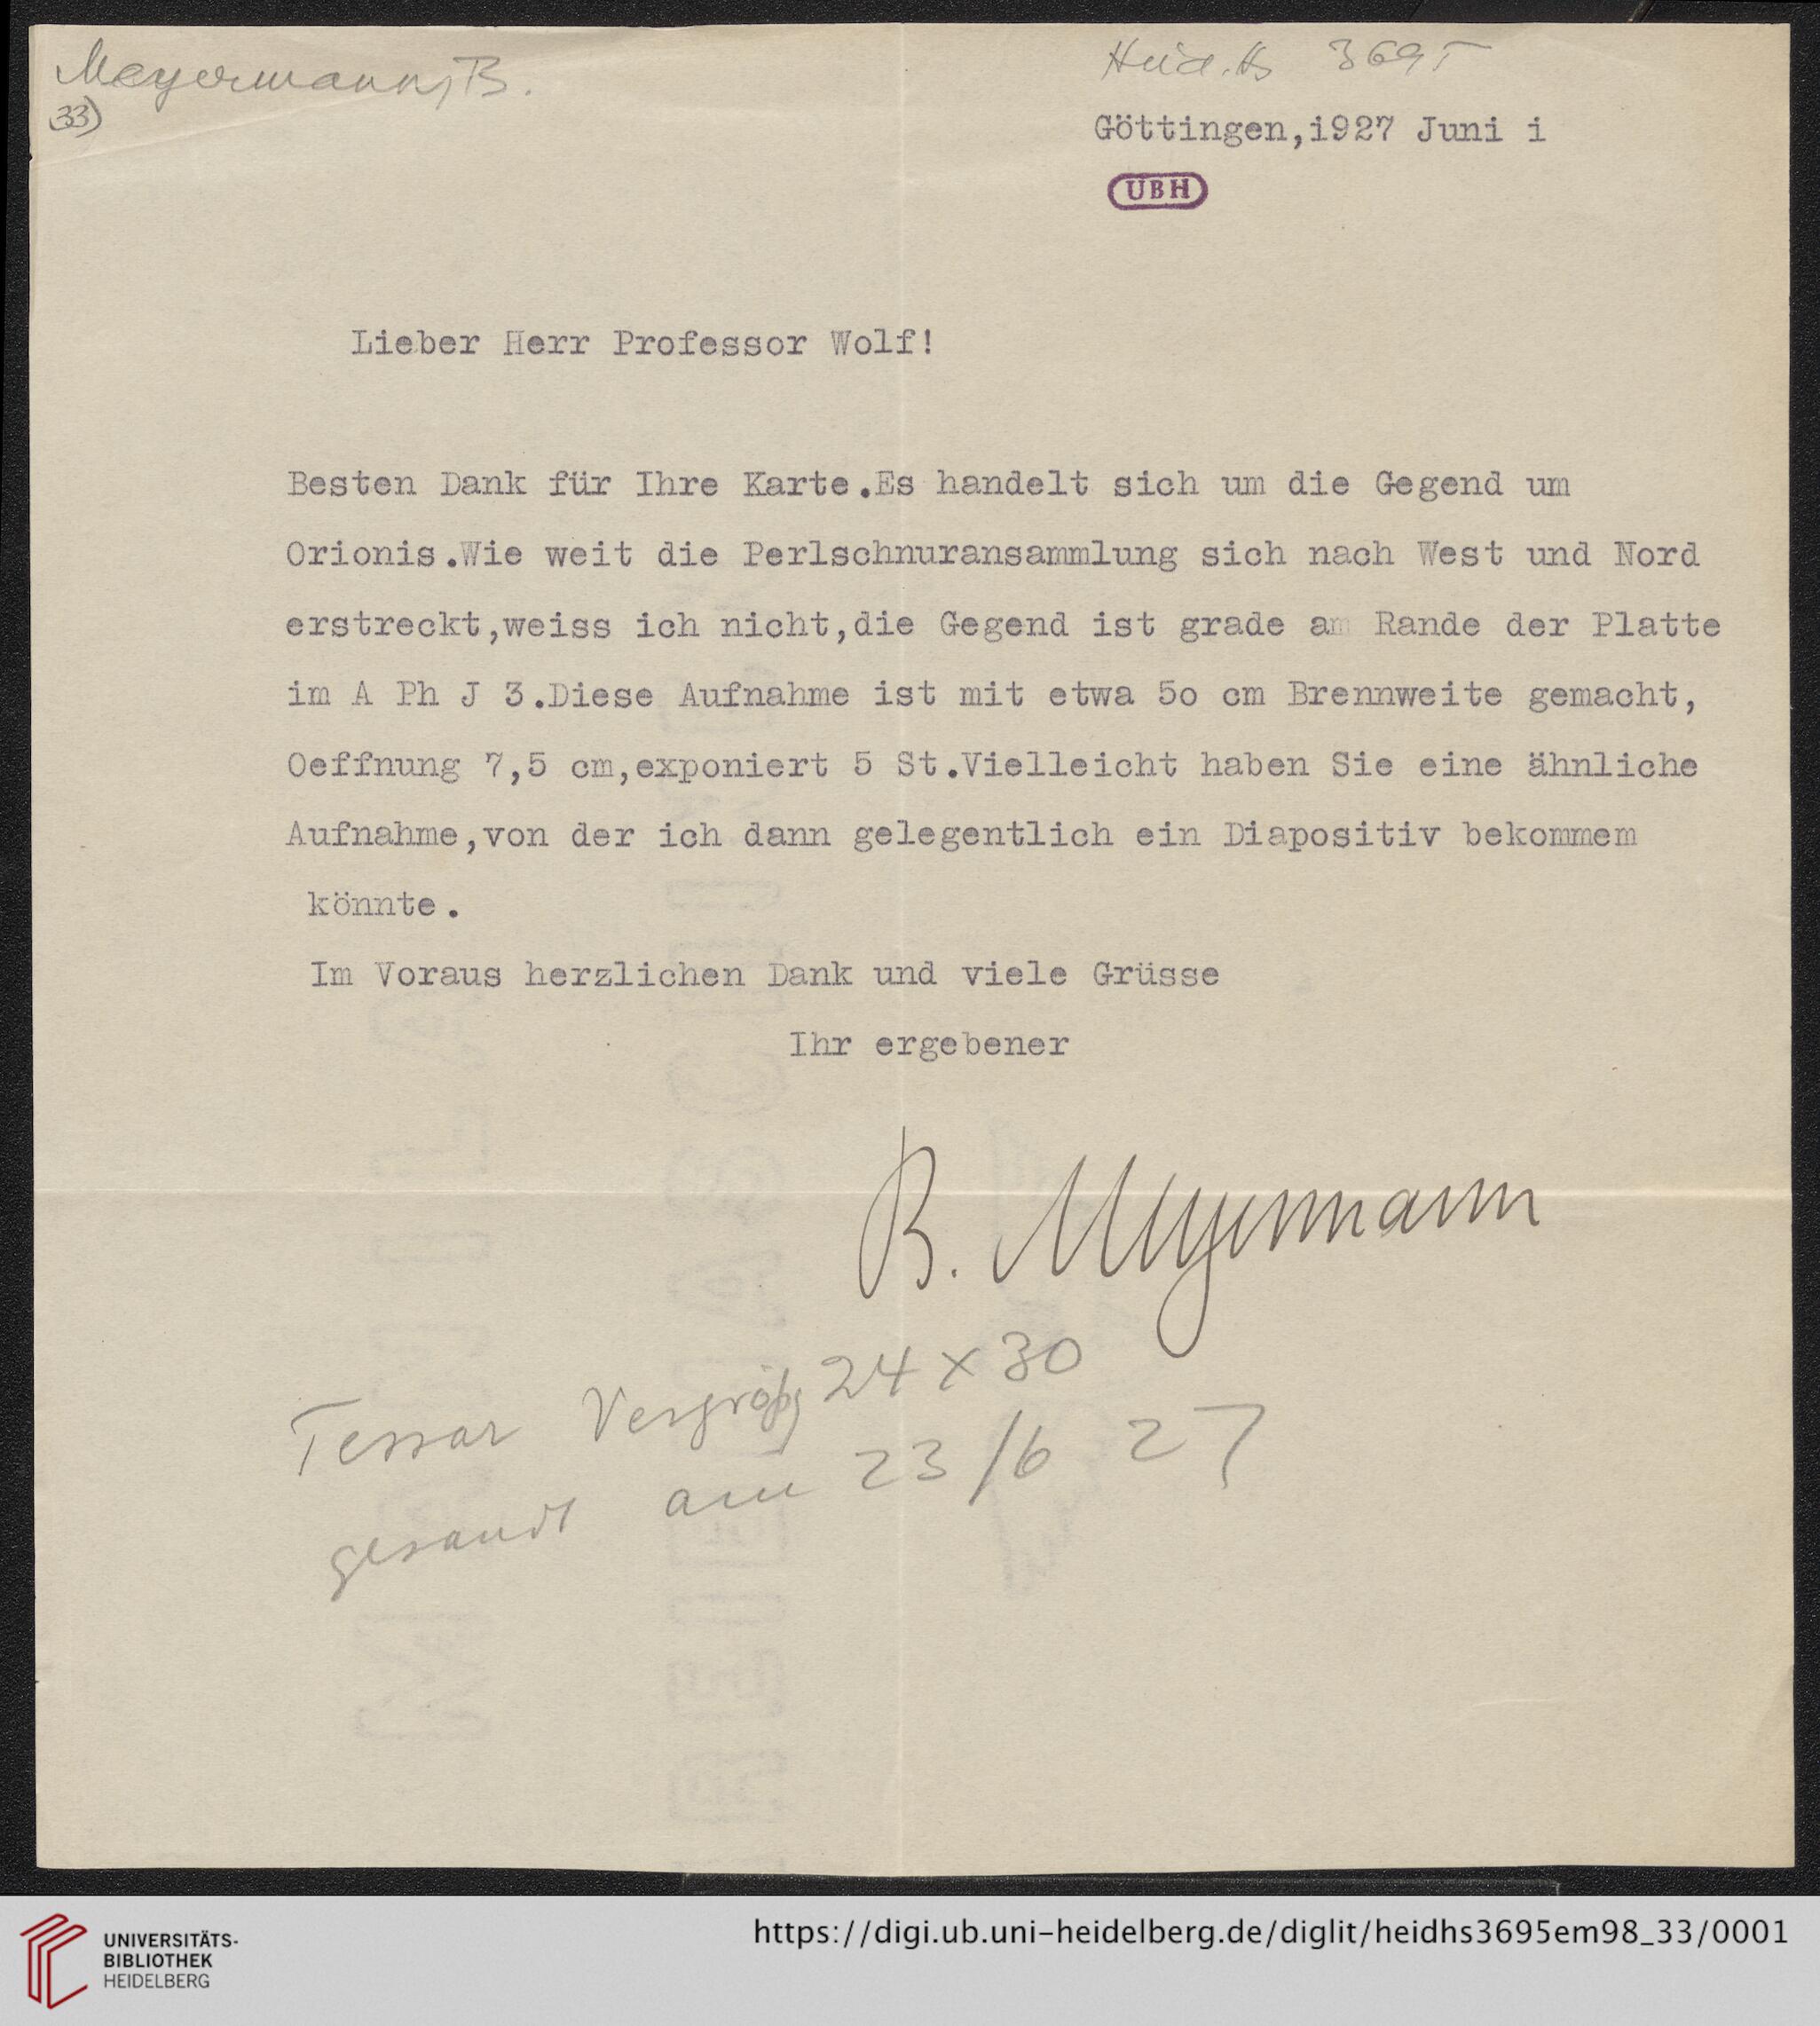 Meyermann, B.
33)
Heid. Hs 3695
Göttingen,i927 Juni i
UBH
Lieber Herr Professor Wolf!
Besten Dank für Ihre Karte.Es handelt sich um die Gegend um
Orionis.Wie weit die Perlschnuransammlung sich nach West und Nord
erstreckt,weiss ich nicht,die Gegend ist grade am Rande der Platte
im A Ph J 3.Diese Aufnahme ist mit etwa 5o cm Brennweite gemacht,
Oeffnung 7,5 cm,exponiert 5 St.Vielleicht haben Sie eine ähnliche
Aufnahme,von der ich dann gelegentlich ein Diapositiv bekommem
könnte.
Im Voraus herzlichen Dank und viele Grüsse
Ihr ergebener
B. Meyermann
Tessar 24 x 30
gesandt am 23/6 27
UNIVERSITÄTS-
BIBLIOTHEK
HEIDELBERG
https://digi.ub.uni-heidelberg.de/diglit/heidhs3695em98_33/0001